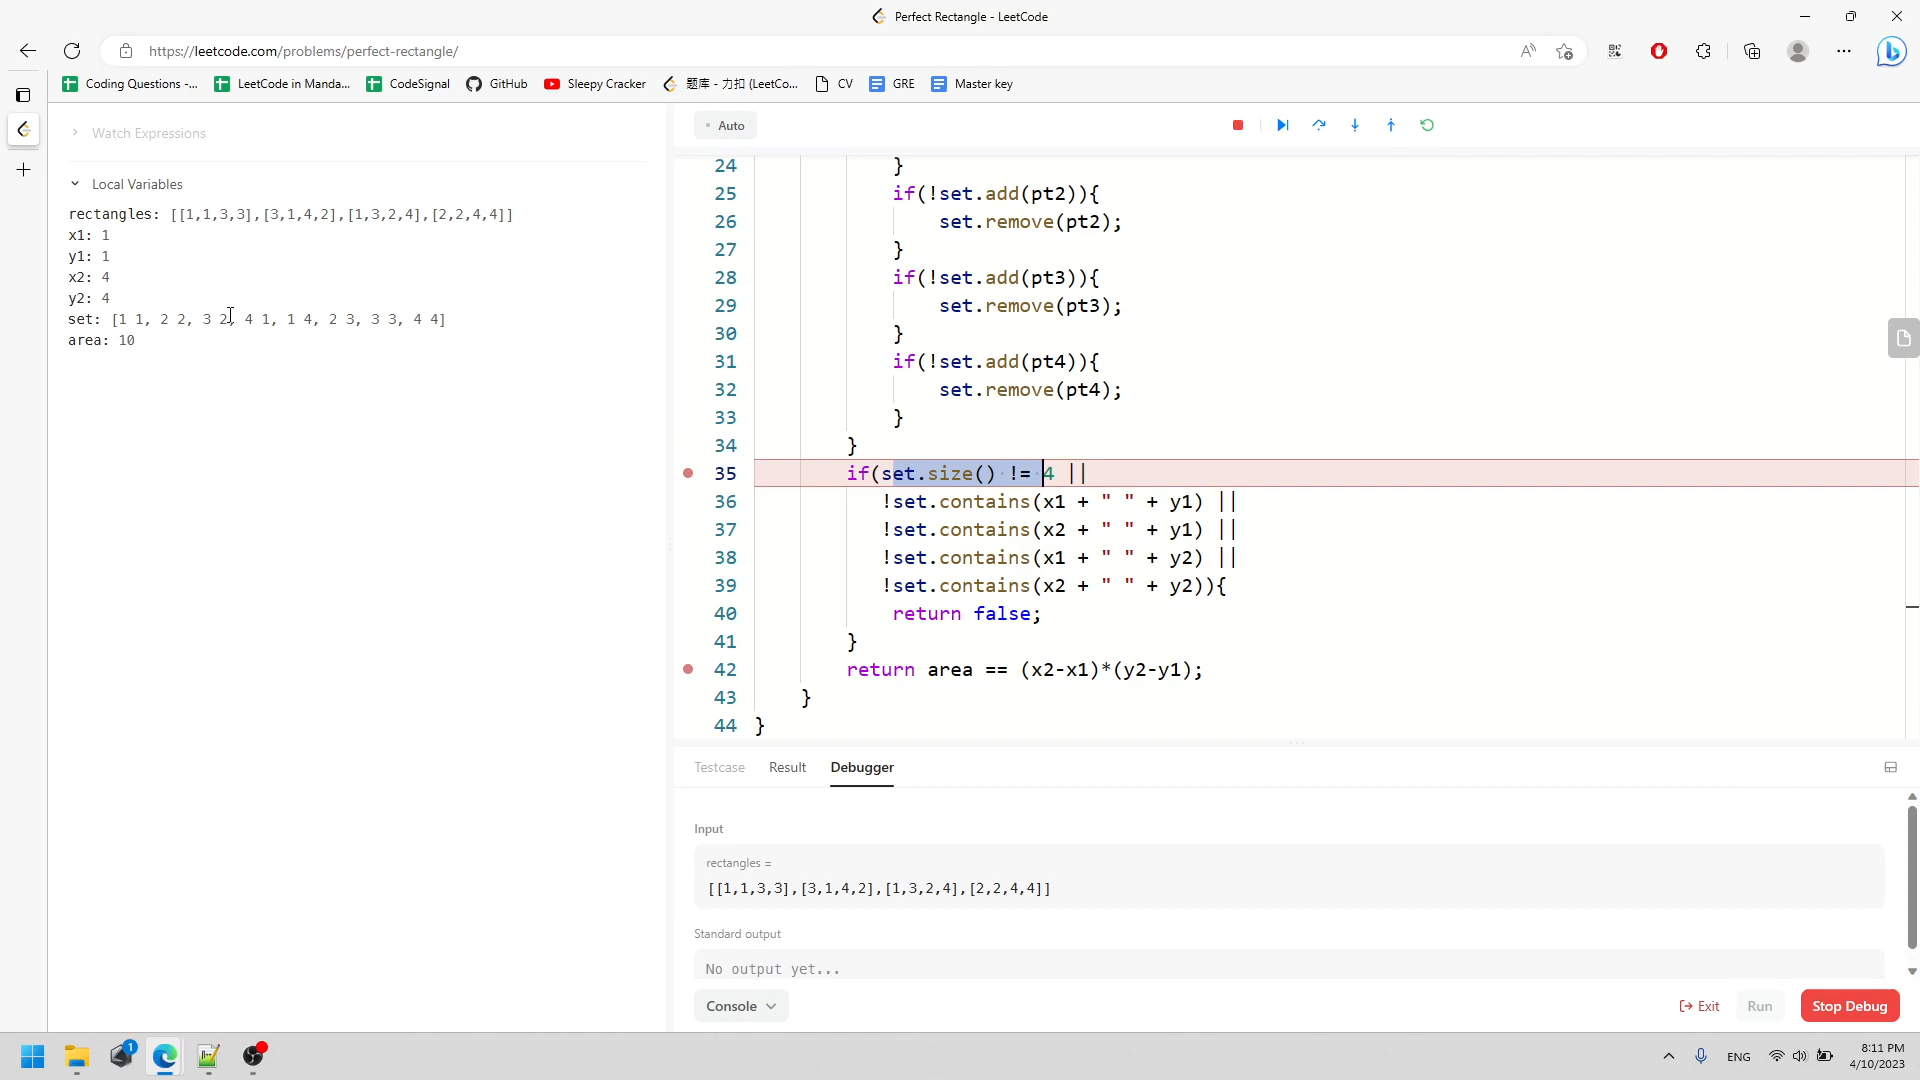 Perfect Rectangle - LeetCode
https://leetcode.com/problems/perfect-rectangle/
Coding Questions -...
LeetCode in Manda...
CodeSignal
GitHub
Sleepy Cracker
题库 - 力扣 (LeetCo...
CV
GRE
Master key
Watch Expressions
Local Variables
rectangles: [[1,1,3,3],[3,1,4,2],[1,3,2,4],[2,2,4,4]]
x1: 1
y1: 1
x2: 4
y2: 4
set: [1 1, 2 2, 3 2, 4 1, 1 4, 2 3, 3 3, 4 4]
area: 10
Auto
24 }
25 if(!set.add(pt2)){
26 set.remove(pt2);
27 }
28 if(!set.add(pt3)){
29 set.remove(pt3);
30 }
31 if(!set.add(pt4)){
32 set.remove(pt4);
33 }
34 }
35 if(set.size() != 4 ||
36 !set.contains(x1 + " " + y1) ||
37 !set.contains(x2 + " " + y1) ||
38 !set.contains(x1 + " " + y2) ||
39 !set.contains(x2 + " " + y2)){
40 return false;
41 }
42 return area == (x2-x1)*(y2-y1);
43 }
44 }
Testcase Result Debugger
Input
rectangles =
[[1,1,3,3],[3,1,4,2],[1,3,2,4],[2,2,4,4]]
Standard output
No output yet...
Console
Exit
Run
Stop Debug
1
ENG
8:11 PM
4/10/2023